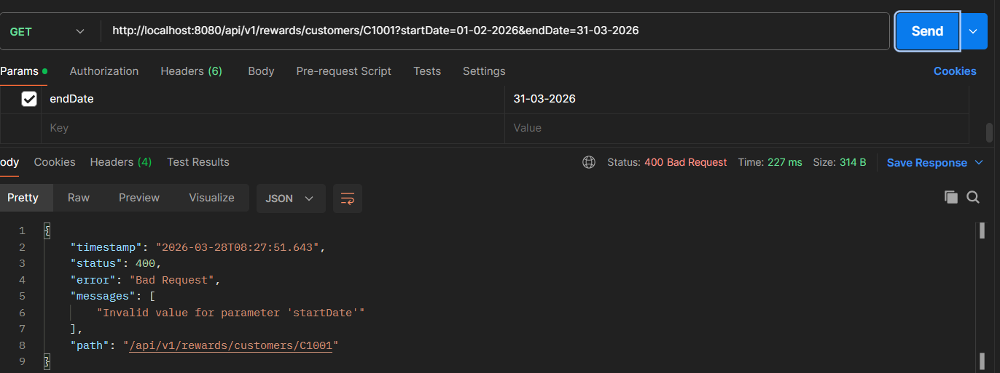 GET http://localhost:8080/api/v1/rewards/customers/C1001?startDate=01-02-2026&endDate=31-03-2026 Send
Params Authorization Headers (6) Body Pre-request Script Tests Settings Cookies
endDate 31-03-2026
Key Value
ody Cookies Headers (4) Test Results Status: 400 Bad Request Time: 227 ms Size: 314 B Save Response
Pretty Raw Preview Visualize JSON
1 {
2 "timestamp": "2026-03-28T08:27:51.643",
3 "status": 400,
4 "error": "Bad Request",
5 "messages": [
6 "Invalid value for parameter 'startDate'"
7 ],
8 "path": "/api/v1/rewards/customers/C1001"
9 }